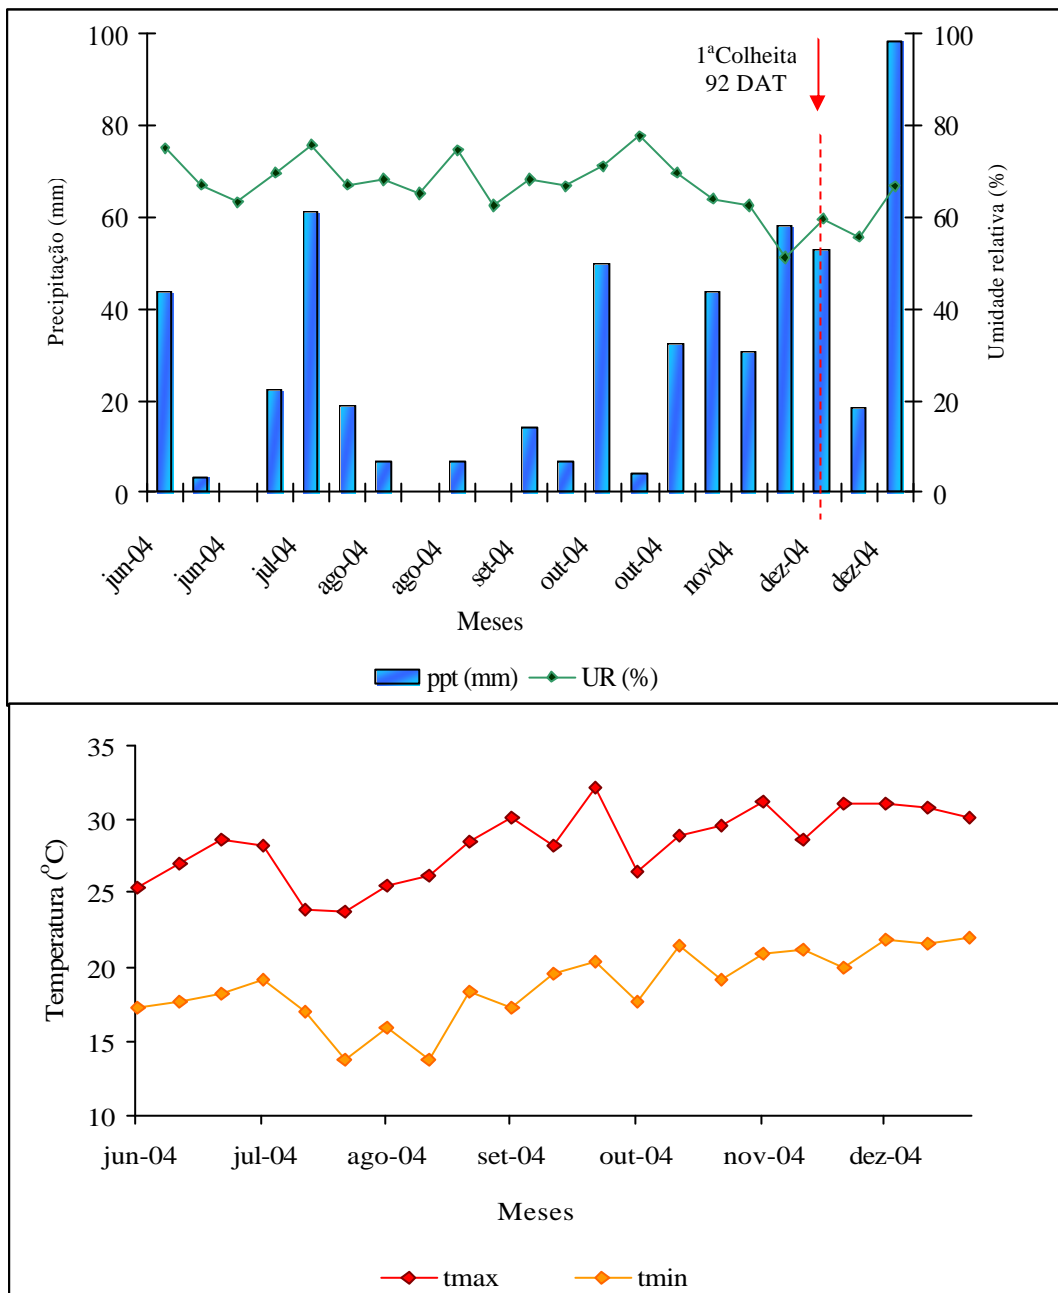 100
80
60
40
20
0
Precipitação (mm)
1ªColheita
92 DAT
100
80
60
40
20
0
Umidade relativa (%)
jun-04
jun-04
jul-04
ago-04
ago-04
set-04
out-04
out-04
nov-04
dez-04
dez-04
Meses
ppt (mm)
UR (%)
35
30
25
20
15
10
Temperatura (ºC)
jun-04
jul-04
ago-04
set-04
out-04
nov-04
dez-04
Meses
tmax
tmin